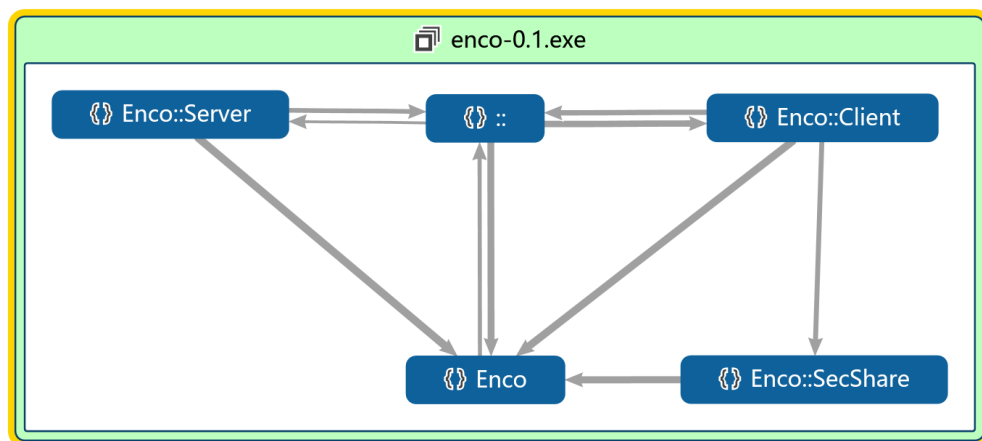 enco-0.1.exe
{} Enco::Server
{} ::
{} Enco::Client
{} Enco
{} Enco::SecShare